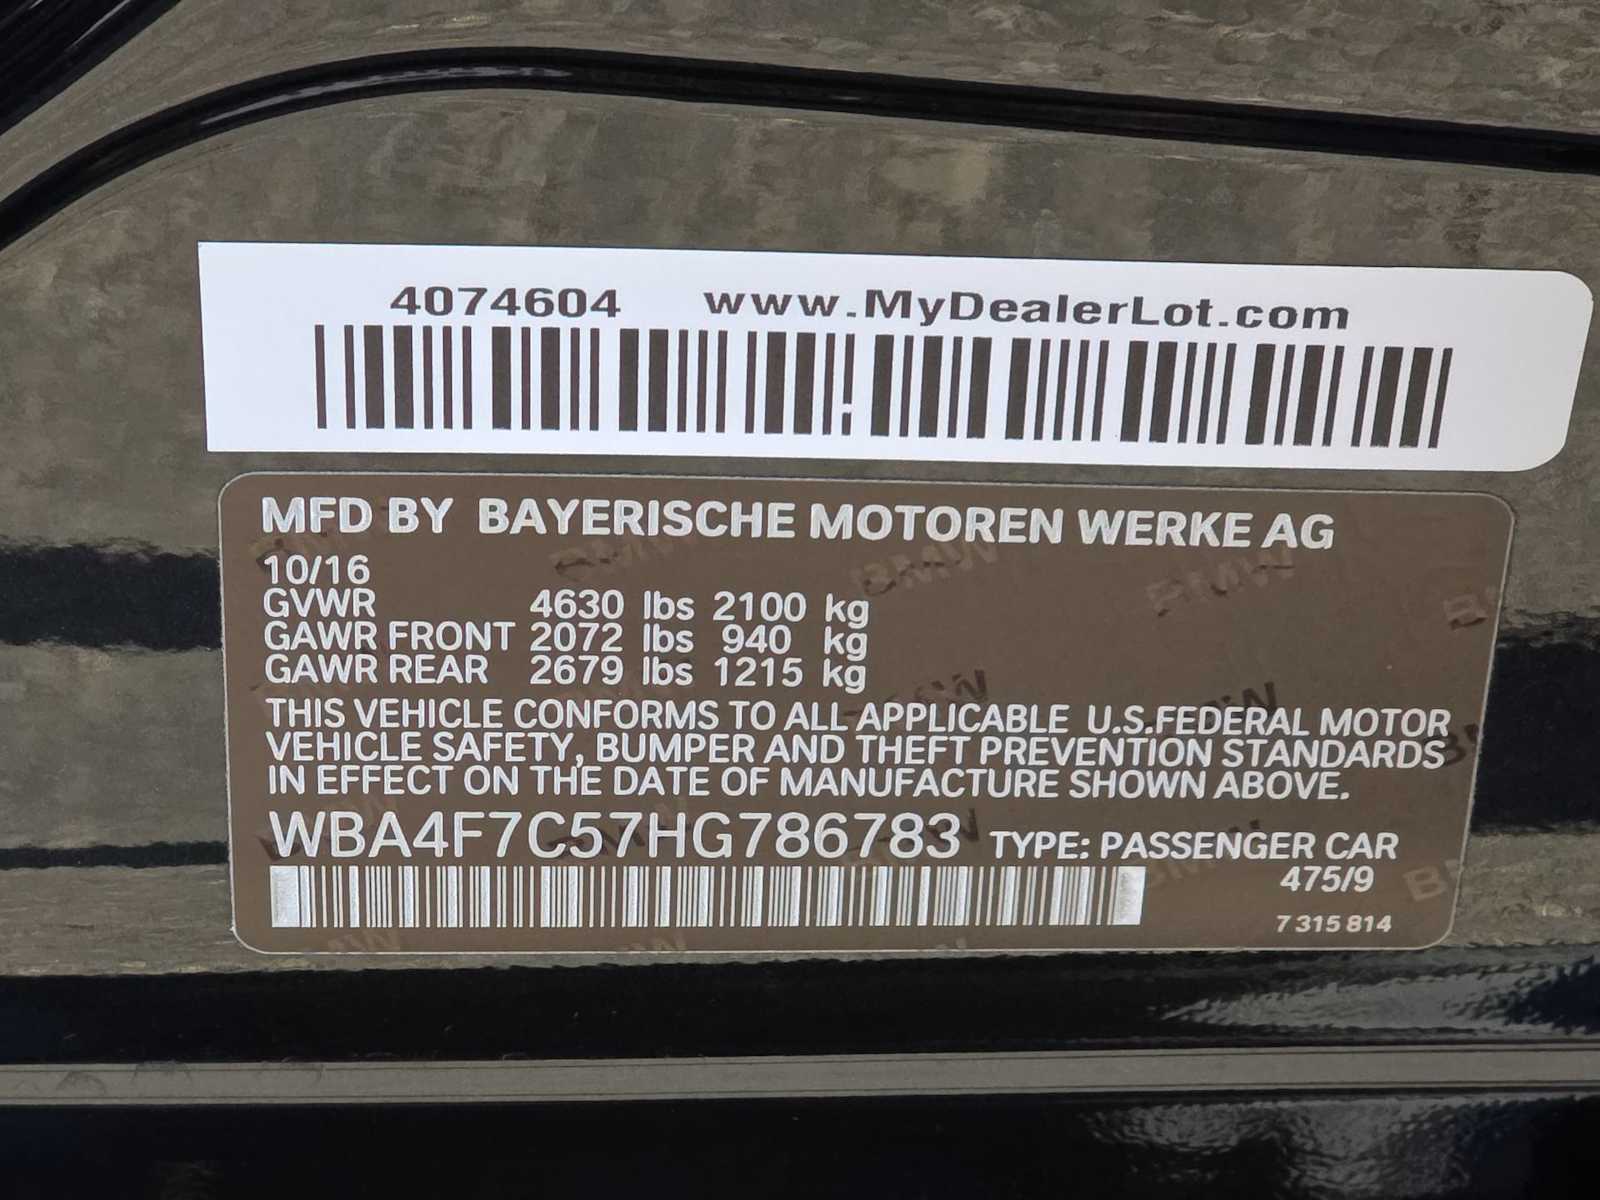 4074604 www.MyDealerLot.com
MFD BY BAYERISCHE MOTOREN WERKE AG
10/16
GVWR 4630 lbs 2100 kg
GAWR FRONT 2072 lbs 940 kg
GAWR REAR 2679 lbs 1215 kg
THIS VEHICLE CONFORMS TO ALL APPLICABLE U.S.FEDERAL MOTOR
VEHICLE SAFETY, BUMPER AND THEFT PREVENTION STANDARDS
IN EFFECT ON THE DATE OF MANUFACTURE SHOWN ABOVE.
WBA4F7C57HG786783 TYPE: PASSENGER CAR
475/9
7 315 814